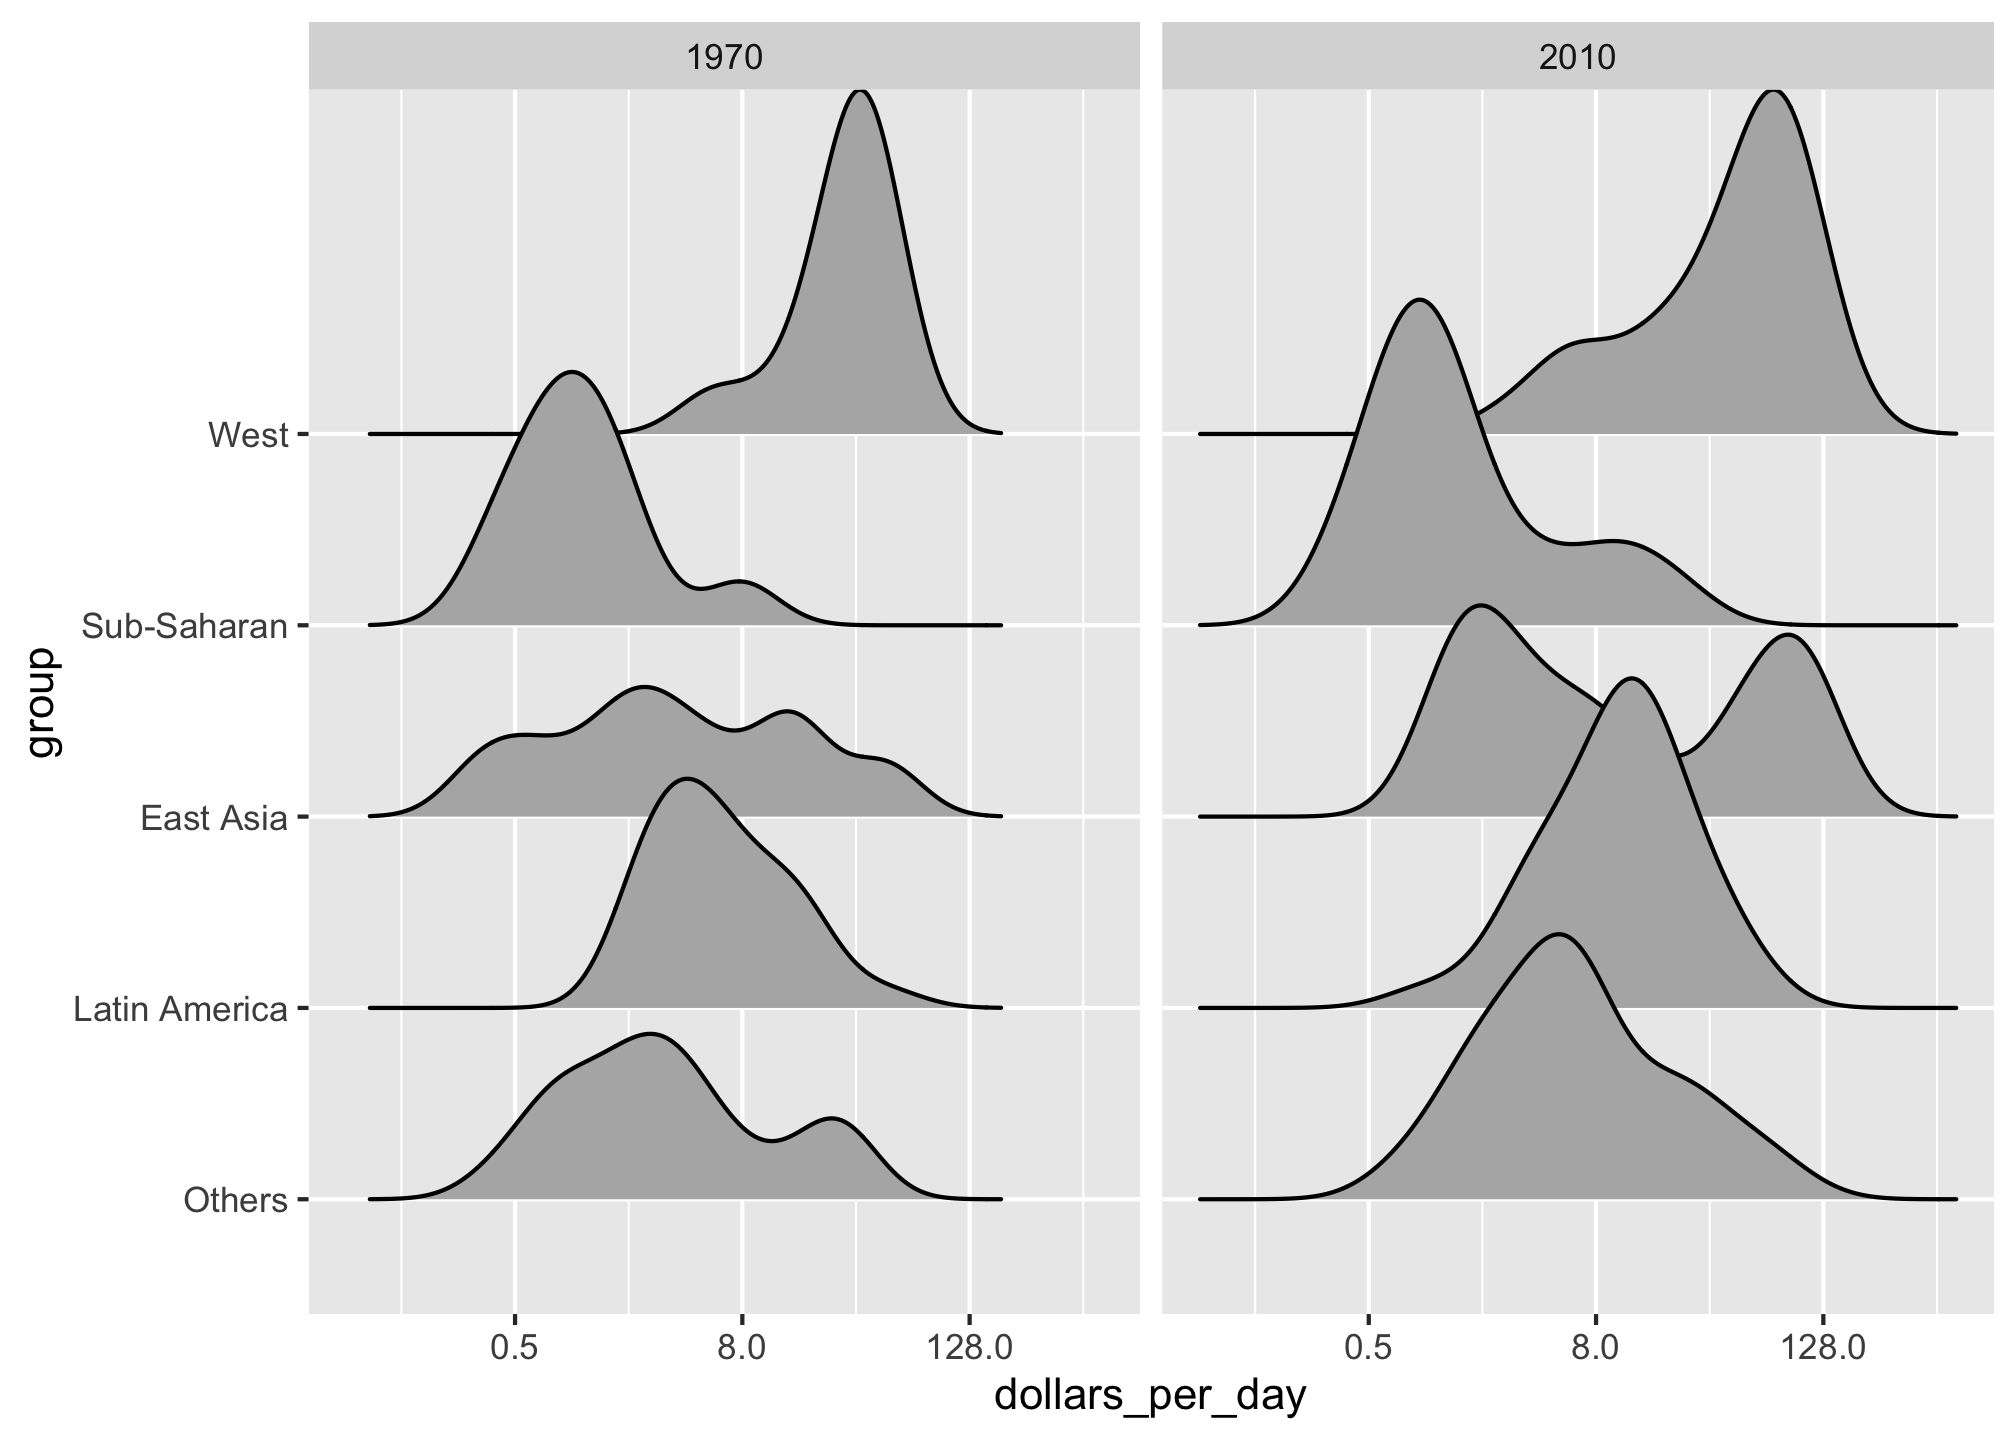 1970
2010
group
West
Sub-Saharan
East Asia
Latin America
Others
0.5 8.0 128.0
0.5 8.0 128.0
dollars_per_day